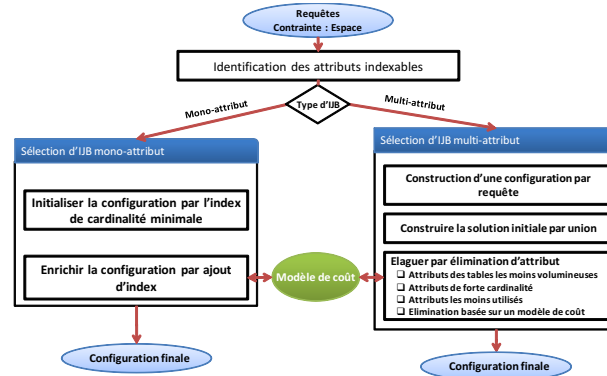 Requêtes
Contrainte : Espace
Identification des attributs indexables
Mono-attribut
Type d'IJB
Multi-attribut
Sélection d'IJB mono-attribut
Initialiser la configuration par l'index
de cardinalité minimale
Enrichir la configuration par ajout
d'index
Configuration finale
Modèle de coût
Sélection d'IJB multi-attribut
Construction d'une configuration par
requête
Construire la solution initiale par union
Elaguer par élimination d'attribut
❑ Attributs des tables les moins volumineuses
❑ Attributs de forte cardinalité
❑ Attributs les moins utilisés
❑ Elimination basée sur un modèle de coût
Configuration finale